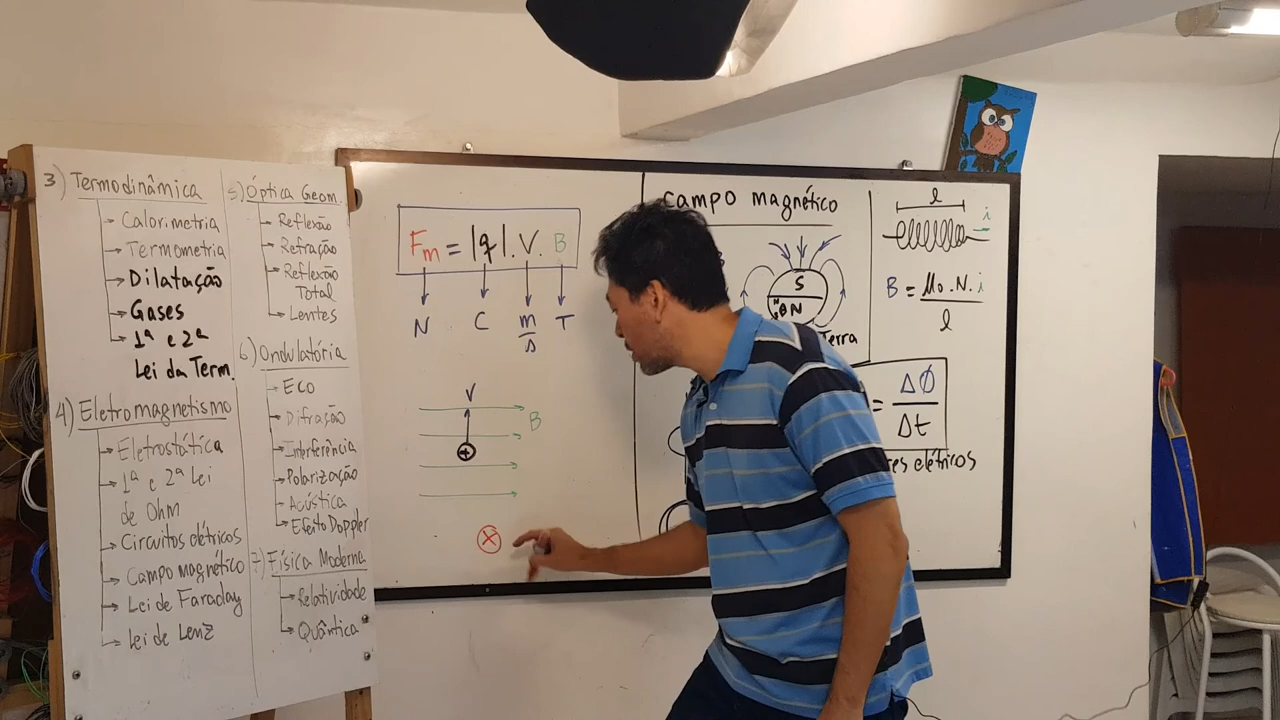 3) Termodinâmica
Calorimetria
Termometria
Dilatação
Gases
1ª e 2ª
Lei da Term.
4) Eletromagnetismo
Eletrostática
1ª e 2ª Lei
de Ohm
Circuitos elétricos
Campo magnético
Lei de Faraday
Lei de Lenz
5) Óptica Geom.
Reflexão
Refração
Reflexão
Total
Lentes
6) Ondulatória
Eco
Difração
Interferência
Polarização
Acústica
Efeito Doppler
7) Física Moderna
Relatividade
Quântica
Fm = |q|.V.B
N C m/s T
V
B
+
X
Campo magnético
S
N
Terra
l
i
B = μo.N.i
l
= ΔØ
Δt
elétricos